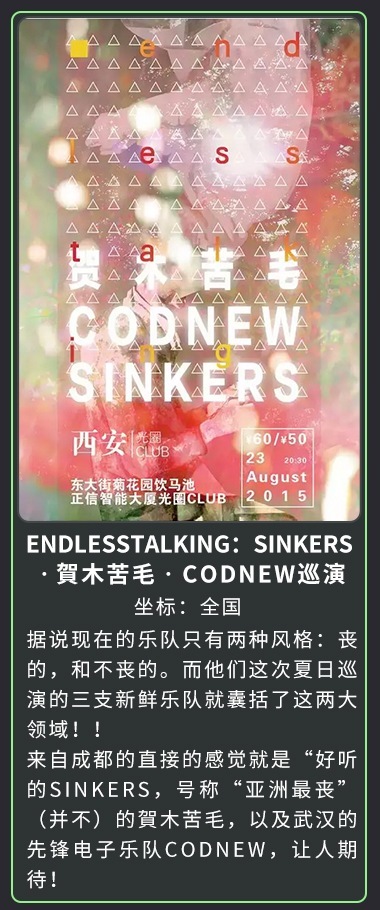 ■ e n d
l e s s
t a l k
贺 木 苦 毛
CODNEW
i n g
SINKERS
西安 光圈 CLUB
¥60/¥50
23 20:30
August
2015
东大街菊花园饮马池
正信智能大厦光圈CLUB
ENDLESSTALKING：SINKERS
· 賀木苦毛 · CODNEW巡演
坐标：全国
据说现在的乐队只有两种风格：丧
的，和不丧的。而他们这次夏日巡
演的三支新鲜乐队就囊括了这两大
领域！！
来自成都的直接的感觉就是“好听
的SINKERS，号称“亚洲最丧”
（并不）的賀木苦毛，以及武汉的
先锋电子乐队CODNEW，让人期
待！